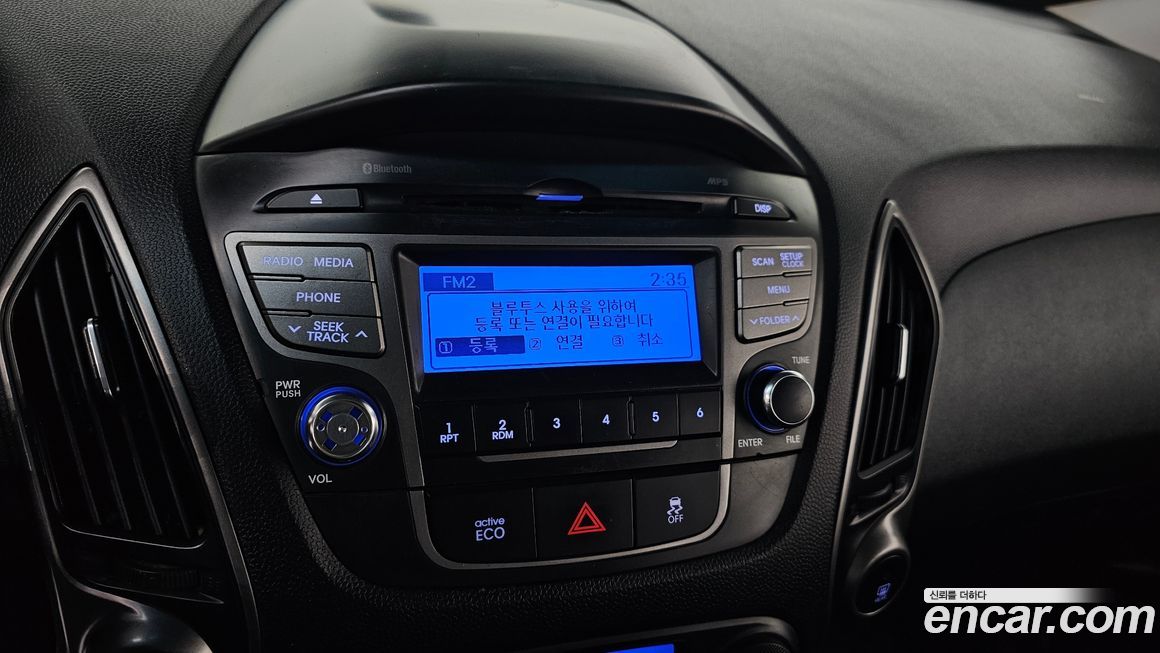 Bluetooth
MP3
DISP
RADIO MEDIA
PHONE
SEEK
TRACK
FM2 2:35
블루투스 사용을 위하여
등록 또는 연결이 필요합니다
① 등록 ② 연결 ③ 취소
SCAN SETUP
CLOCK
MENU
FOLDER
TUNE
PWR
PUSH
VOL
1 RPT
2 RDM
3
4
5
6
ENTER
FILE
active
ECO
OFF
신뢰를 더하다
encar.com